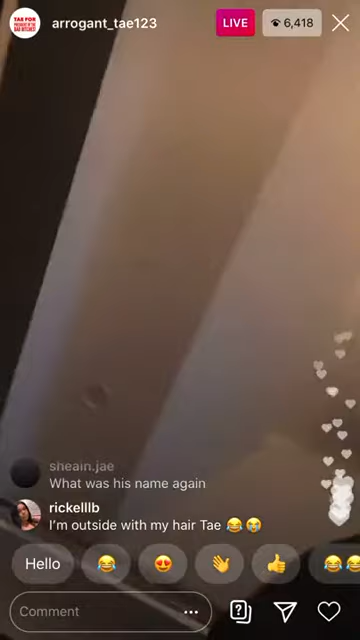 TAE FOR
arrogant_tae123
LIVE
6,418
sheain.jae
What was his name again
rickelllb
I'm outside with my hair Tae 😂😭
Hello 😂 😍 👋 👍 😂😂
Comment